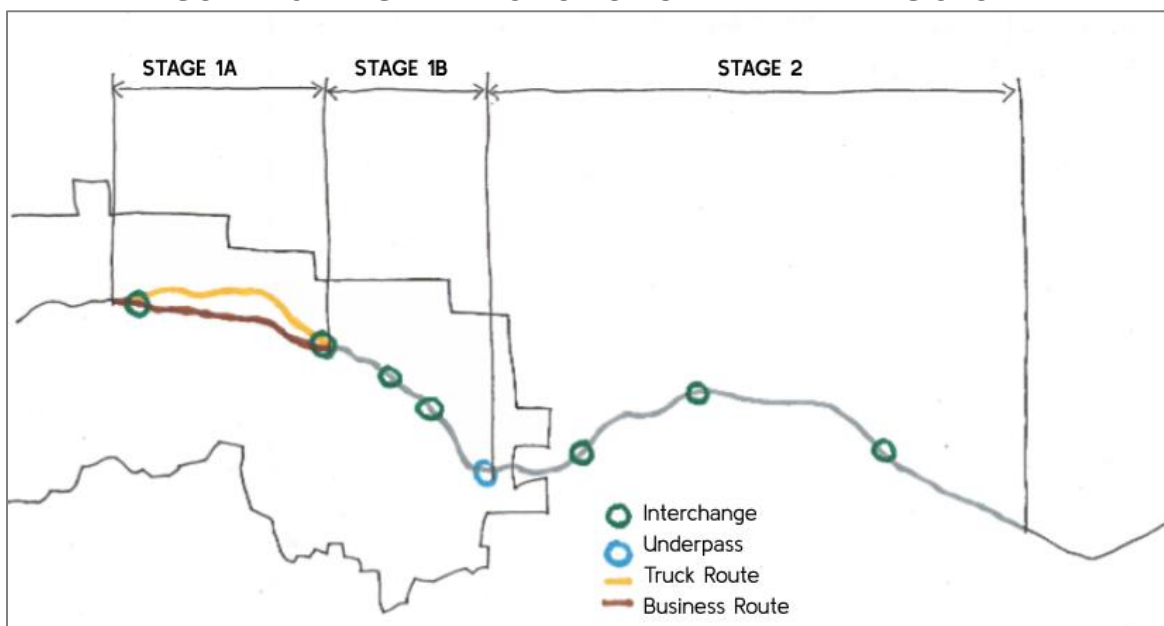 STAGE 1A
STAGE 1B
STAGE 2
Interchange
Underpass
Truck Route
Business Route